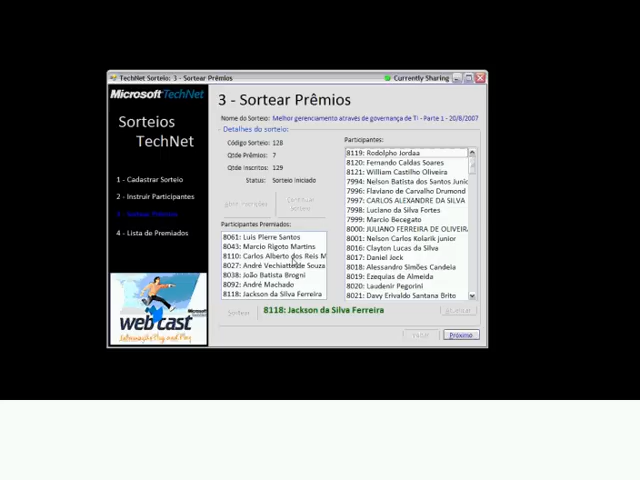 TechNet Sorteio: 3 - Sortear Prêmios
Currently Sharing
Microsoft TechNet
Sorteios
TechNet
1 - Cadastrar Sorteio
2 - Instruir Participantes
3 - Sortear Prêmios
4 - Lista de Premiados
webcast
3 - Sortear Prêmios
Nome do Sorteio: Melhor gerenciamento através de governança de TI - Parte 1 - 20/8/2007
Detalhes do sorteio:
Código Sorteio: 128
Qtde Prêmios: 7
Qtde Inscritos: 129
Status: Sorteio Iniciado
Participantes Premiados:
8061: Luis Pierre Santos
8043: Marcio Rigoto Martins
8110: Carlos Alberto dos Reis M
8027: André Vechiatto de Souza
8038: João Batista Brogni
8092: André Machado
8118: Jackson da Silva Ferreira
Sortear
8118: Jackson da Silva Ferreira
Participantes:
8119: Rodolpho Jordaa
8120: Fernando Caldas Soares
8121: William Castilho Oliveira
7994: Nelson Batista dos Santos Junic
7996: Flaviano de Carvalho Drumond
7997: CARLOS ALEXANDRE DA SILVA
7998: Luciano da Silva Fortes
7999: Marcio Becegato
8000: JULIANO FERREIRA DE OLIVEIR
8001: Nelson Carlos Kolarik junior
8016: Clayton Lucas da Silva
8017: Daniel Jock
8018: Alessandro Simões Candeia
8019: Ezequias de Almeida
8020: Laudenir Pegorini
8021: Davy Erivaldo Santana Brito
Próximo